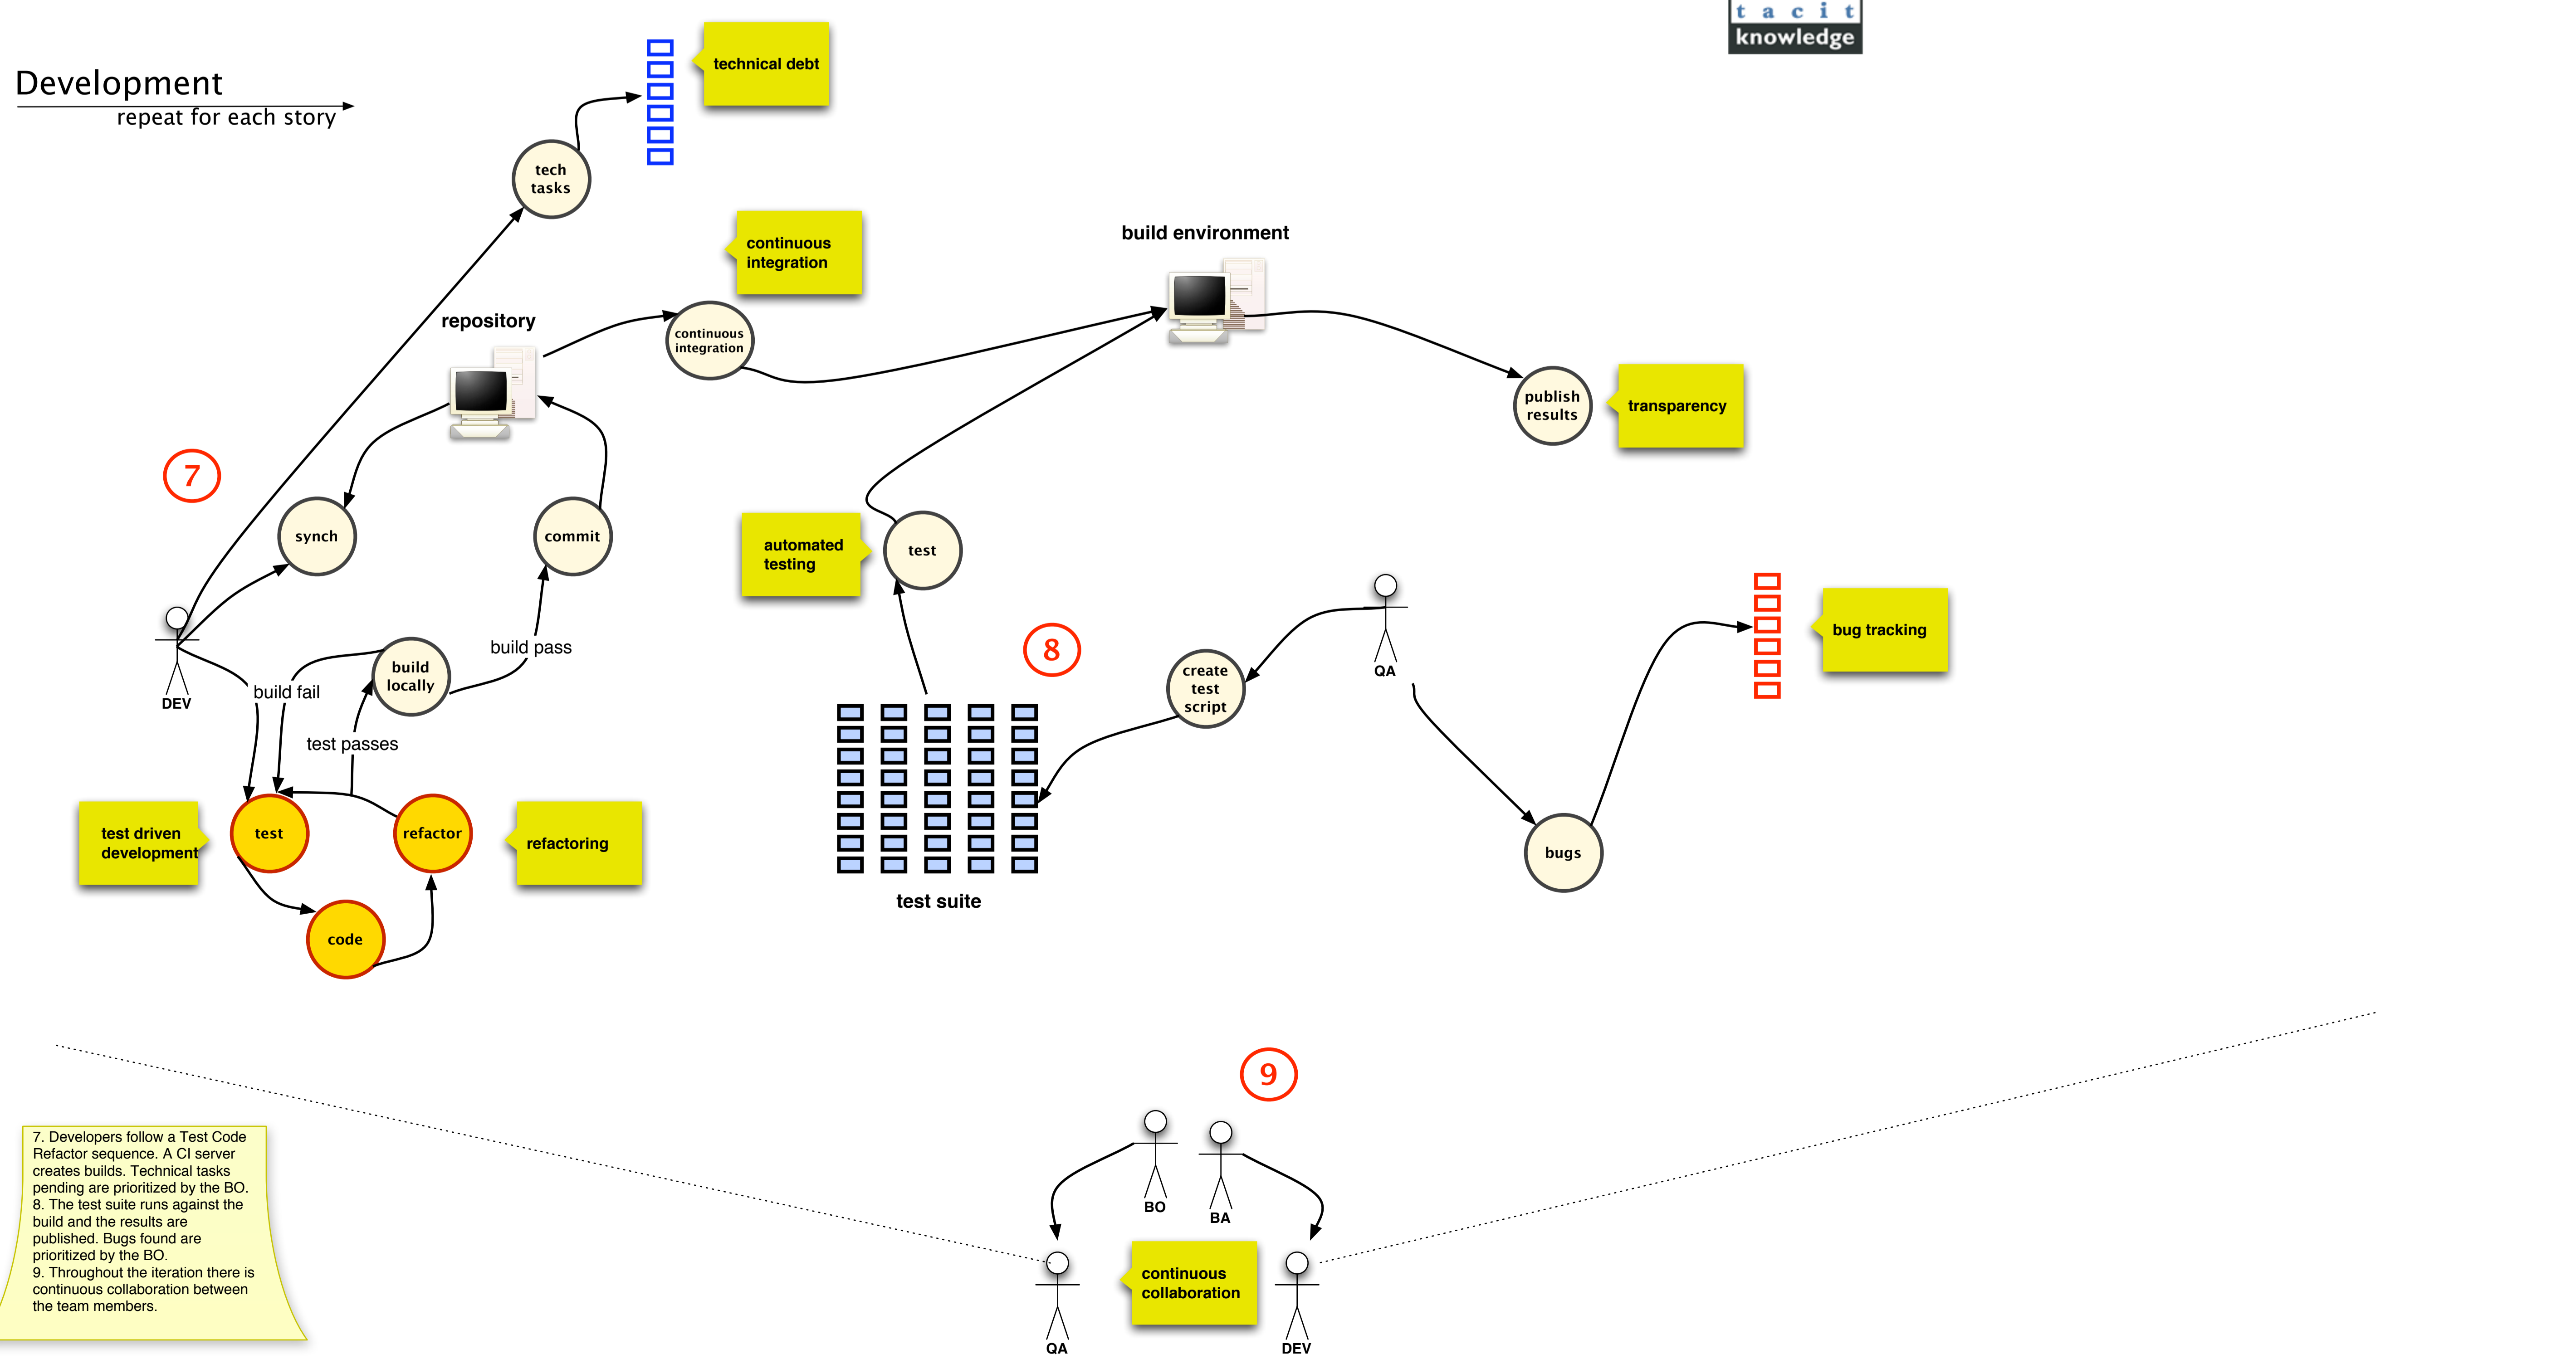 t a c i t
knowledge
Development
repeat for each story
technical debt
tech
tasks
continuous
integration
build environment
repository
continuous
integration
publish
results
transparency
7
synch
commit
automated
testing
test
QA
bug tracking
8
create
test
script
DEV
build
locally
build pass
build fail
test passes
test driven
development
test
refactor
refactoring
bugs
test suite
code
9
BO
BA
continuous
collaboration
QA
DEV
7. Developers follow a Test Code
Refactor sequence. A CI server
creates builds. Technical tasks
pending are prioritized by the BO.
8. The test suite runs against the
build and the results are
published. Bugs found are
prioritized by the BO.
9. Throughout the iteration there is
continuous collaboration between
the team members.